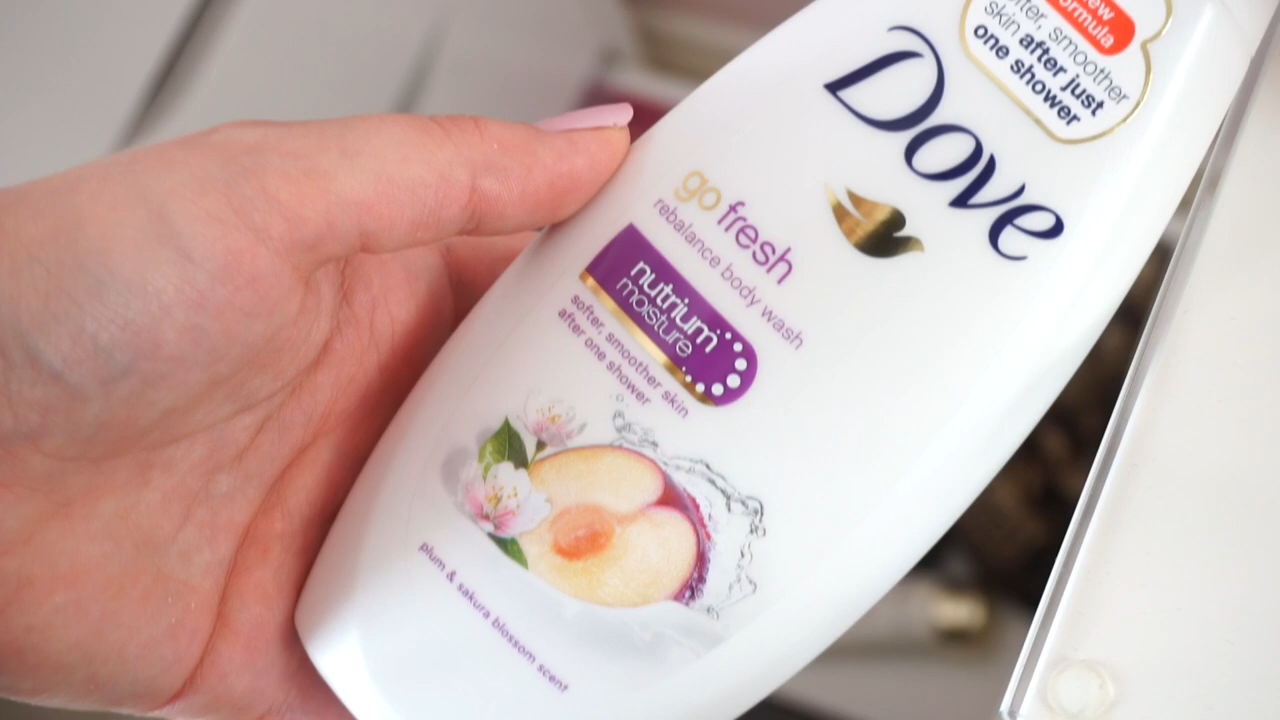 formula
skin after just
one shower
smoother
Dove
go fresh
rebalance body wash
nutrium
moisture
softer, smoother skin
after one shower
plum & sakura blossom scent